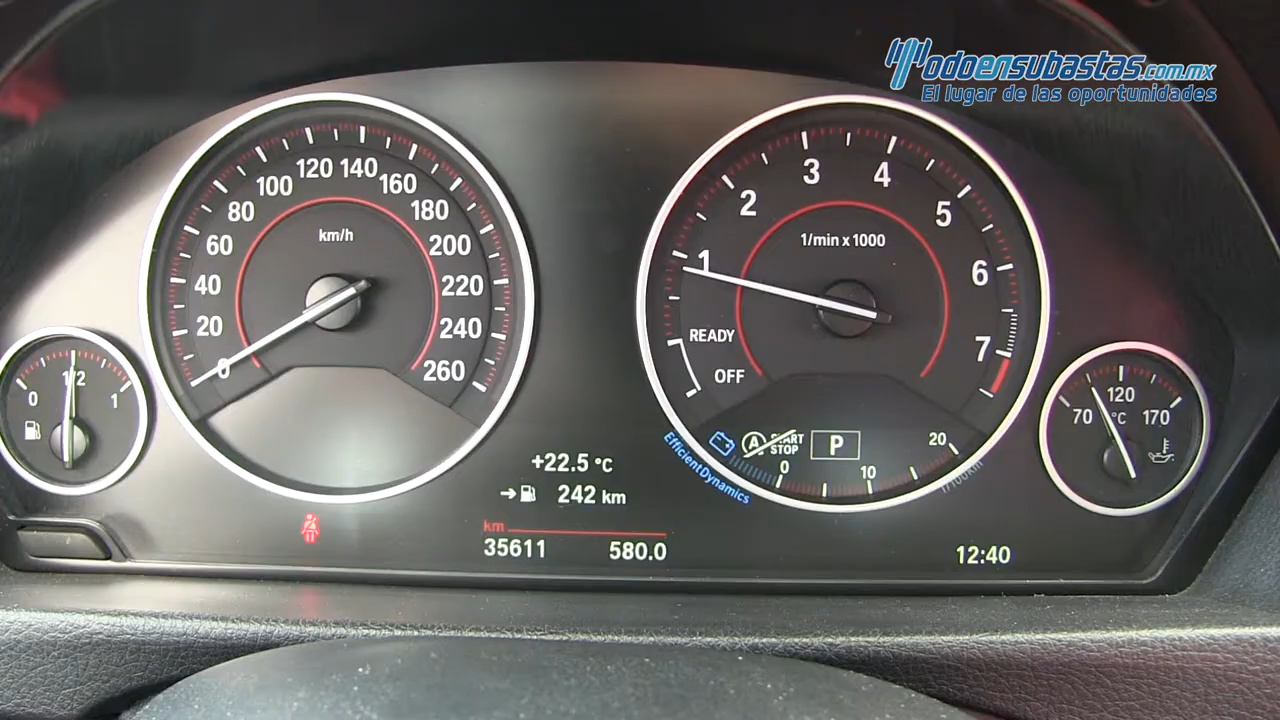 Todoensubastas.com.mx
El lugar de las oportunidades
km/h
0
20
40
60
80
100
120
140
160
180
200
220
240
260
1/min x 1000
OFF
READY
1
2
3
4
5
6
7
0
1/2
1
70
120
170
°C
A START
STOP
P
0
10
20
l/100km
EfficientDynamics
+22.5 °C
→ 242 km
km
35611 580.0
12:40